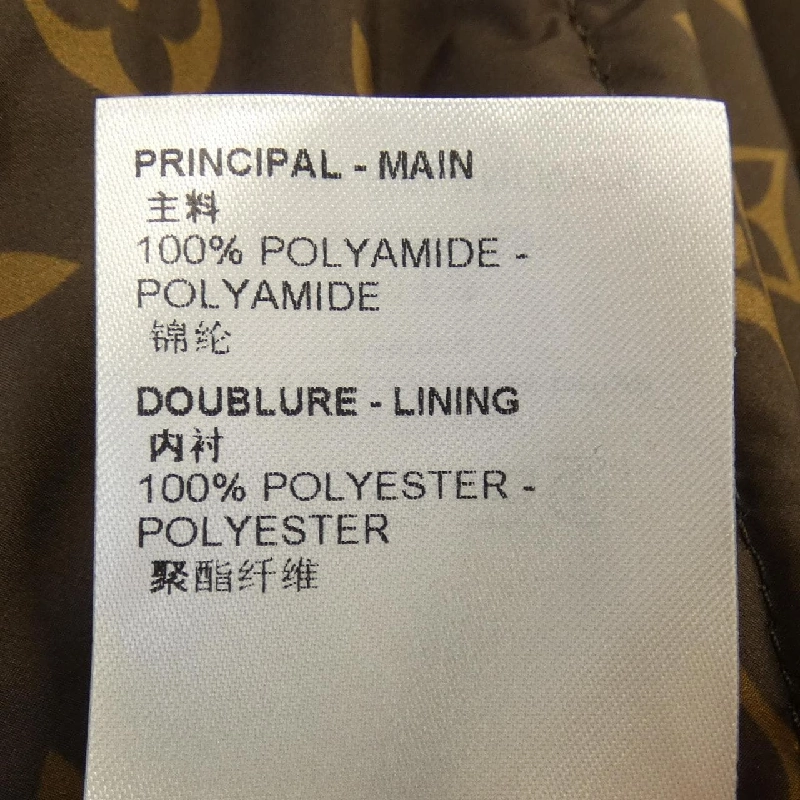 PRINCIPAL - MAIN
主料
100% POLYAMIDE -
POLYAMIDE
锦纶
DOUBLURE - LINING
内衬
100% POLYESTER -
POLYESTER
聚酯纤维